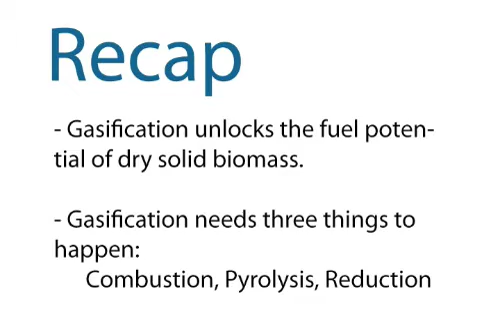 Recap
- Gasification unlocks the fuel poten-
tial of dry solid biomass.
- Gasification needs three things to
happen:
Combustion, Pyrolysis, Reduction